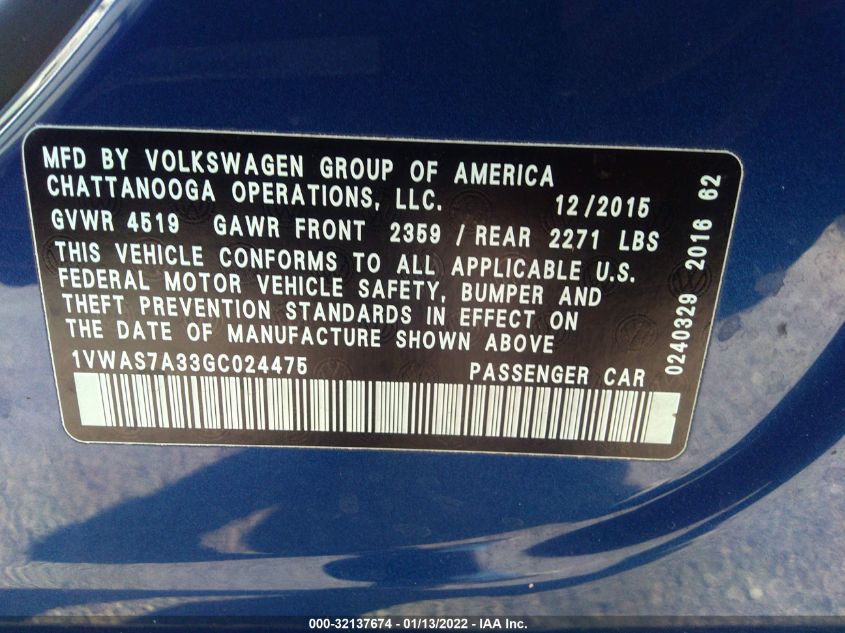 MFD BY VOLKSWAGEN GROUP OF AMERICA
CHATTANOOGA OPERATIONS, LLC. 12/2015
GVWR 4519 GAWR FRONT 2359 / REAR 2271 LBS
THIS VEHICLE CONFORMS TO ALL APPLICABLE U.S.
FEDERAL MOTOR VEHICLE SAFETY, BUMPER AND
THEFT PREVENTION STANDARDS IN EFFECT ON
THE DATE OF MANUFACTURE SHOWN ABOVE
1VWAS7A33GC024475 PASSENGER CAR
0240329 2016 62
000-32137674 - 01/13/2022 - IAA Inc.